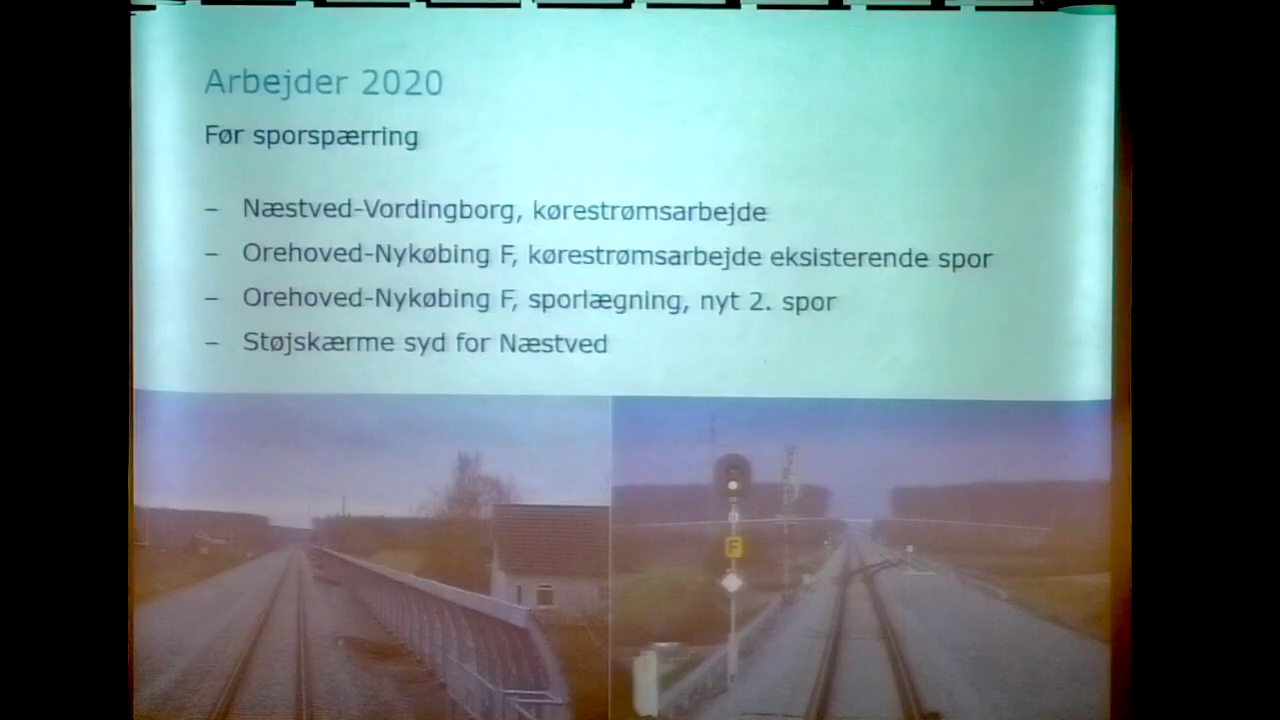 Arbejder 2020
Før sporspærring
– Næstved-Vordingborg, kørestrømsarbejde
– Orehoved-Nykøbing F, kørestrømsarbejde eksisterende spor
– Orehoved-Nykøbing F, sporlægning, nyt 2. spor
– Støjskærme syd for Næstved
F